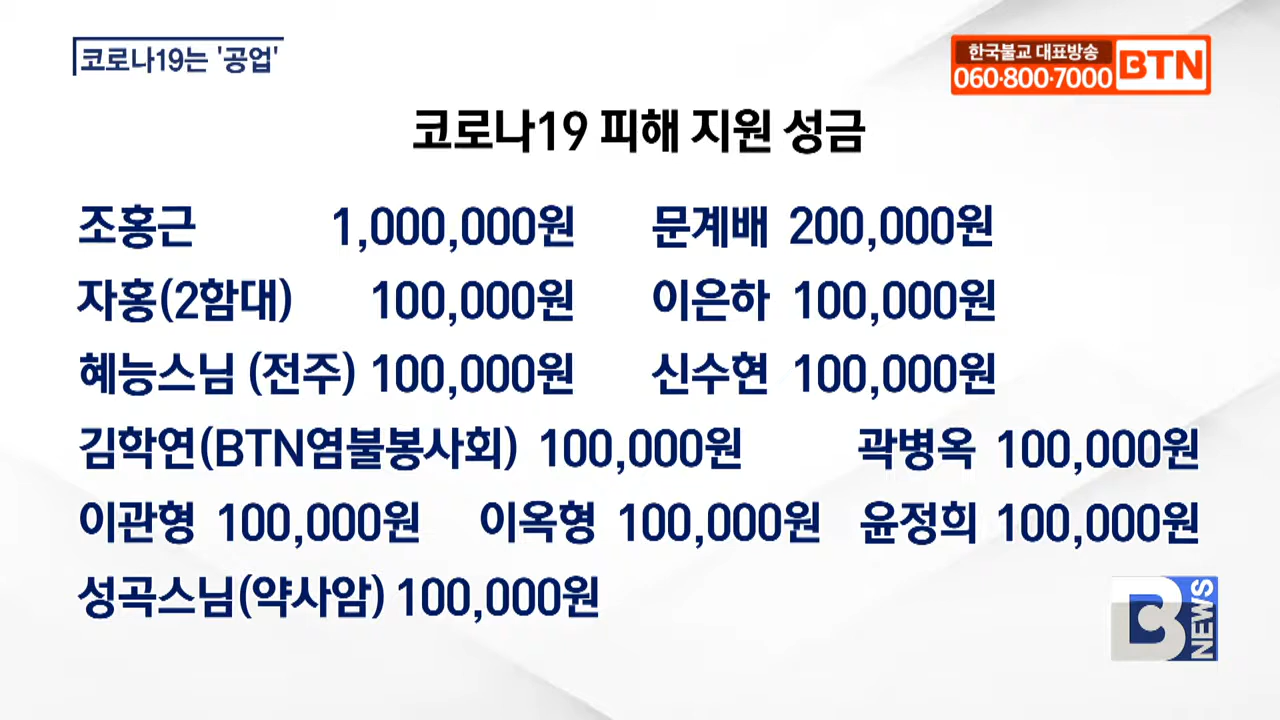 코로나19는 '공업'
한국불교 대표방송
060·800·7000
BTN
코로나19 피해 지원 성금
조홍근 1,000,000원 문계배 200,000원
자홍(2함대) 100,000원 이은하 100,000원
혜능스님 (전주) 100,000원 신수현 100,000원
김학연(BTN염불봉사회) 100,000원 곽병옥 100,000원
이관형 100,000원 이옥형 100,000원 윤정희 100,000원
성곡스님(약사암) 100,000원
B NEWS